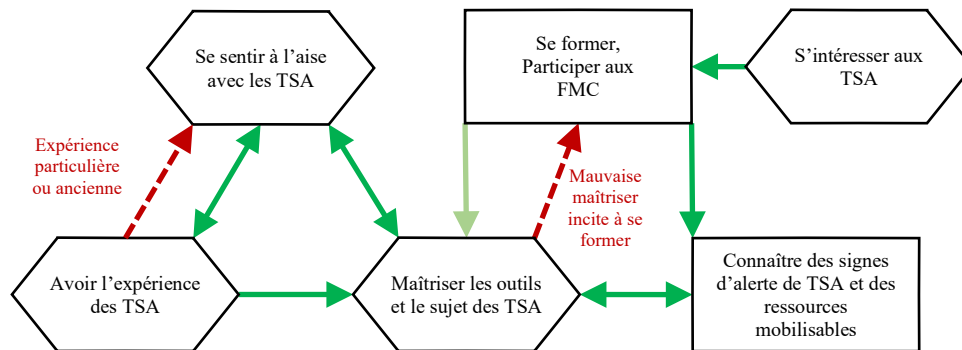 Se sentir à l’aise
avec les TSA
Se former,
Participer aux
FMC
S’intéresser aux
TSA
Expérience
particulière
ou ancienne
Mauvaise
maîtriser
incite à se
former
Avoir l’expérience
des TSA
Maîtriser les outils
et le sujet des TSA
Connaître des signes
d’alerte de TSA et des
ressources
mobilisables